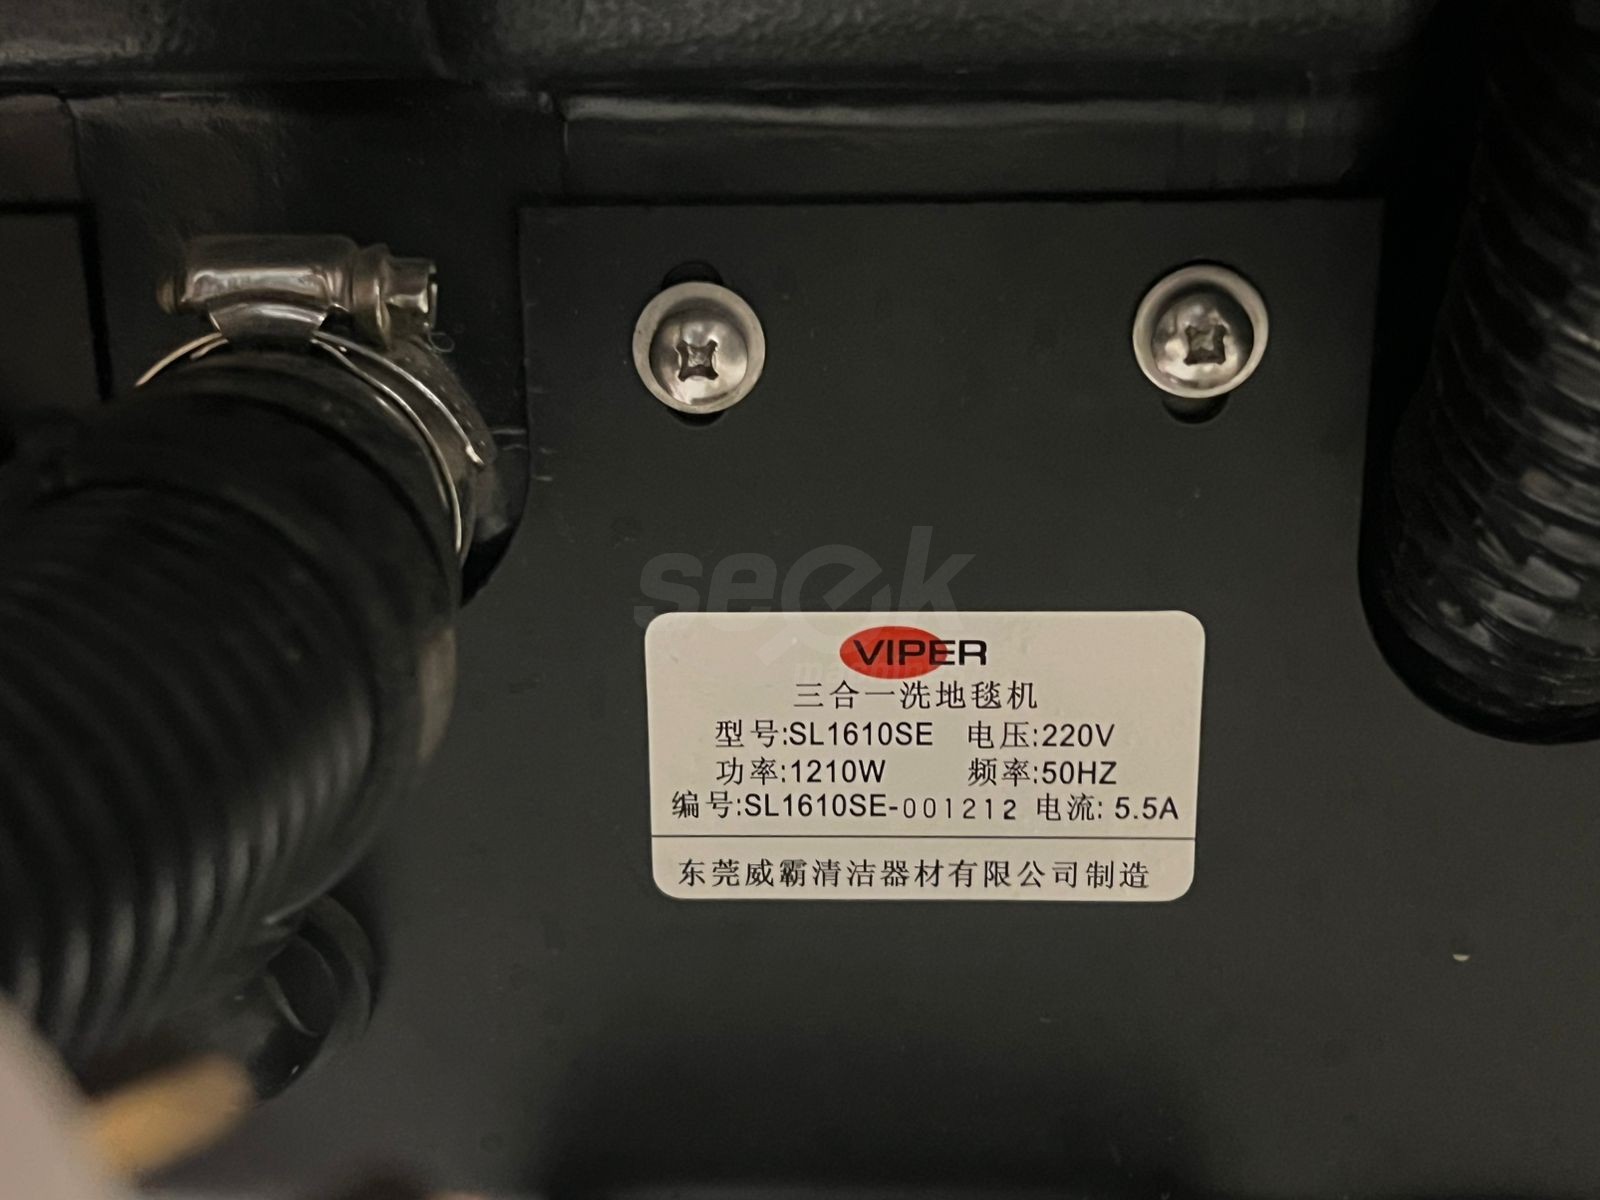 seek
VIPER
三合一洗地毯机
型号:SL1610SE 电压:220V
功率:1210W 频率:50HZ
编号:SL1610SE-001212 电流: 5.5A
东莞威霸清洁器材有限公司制造